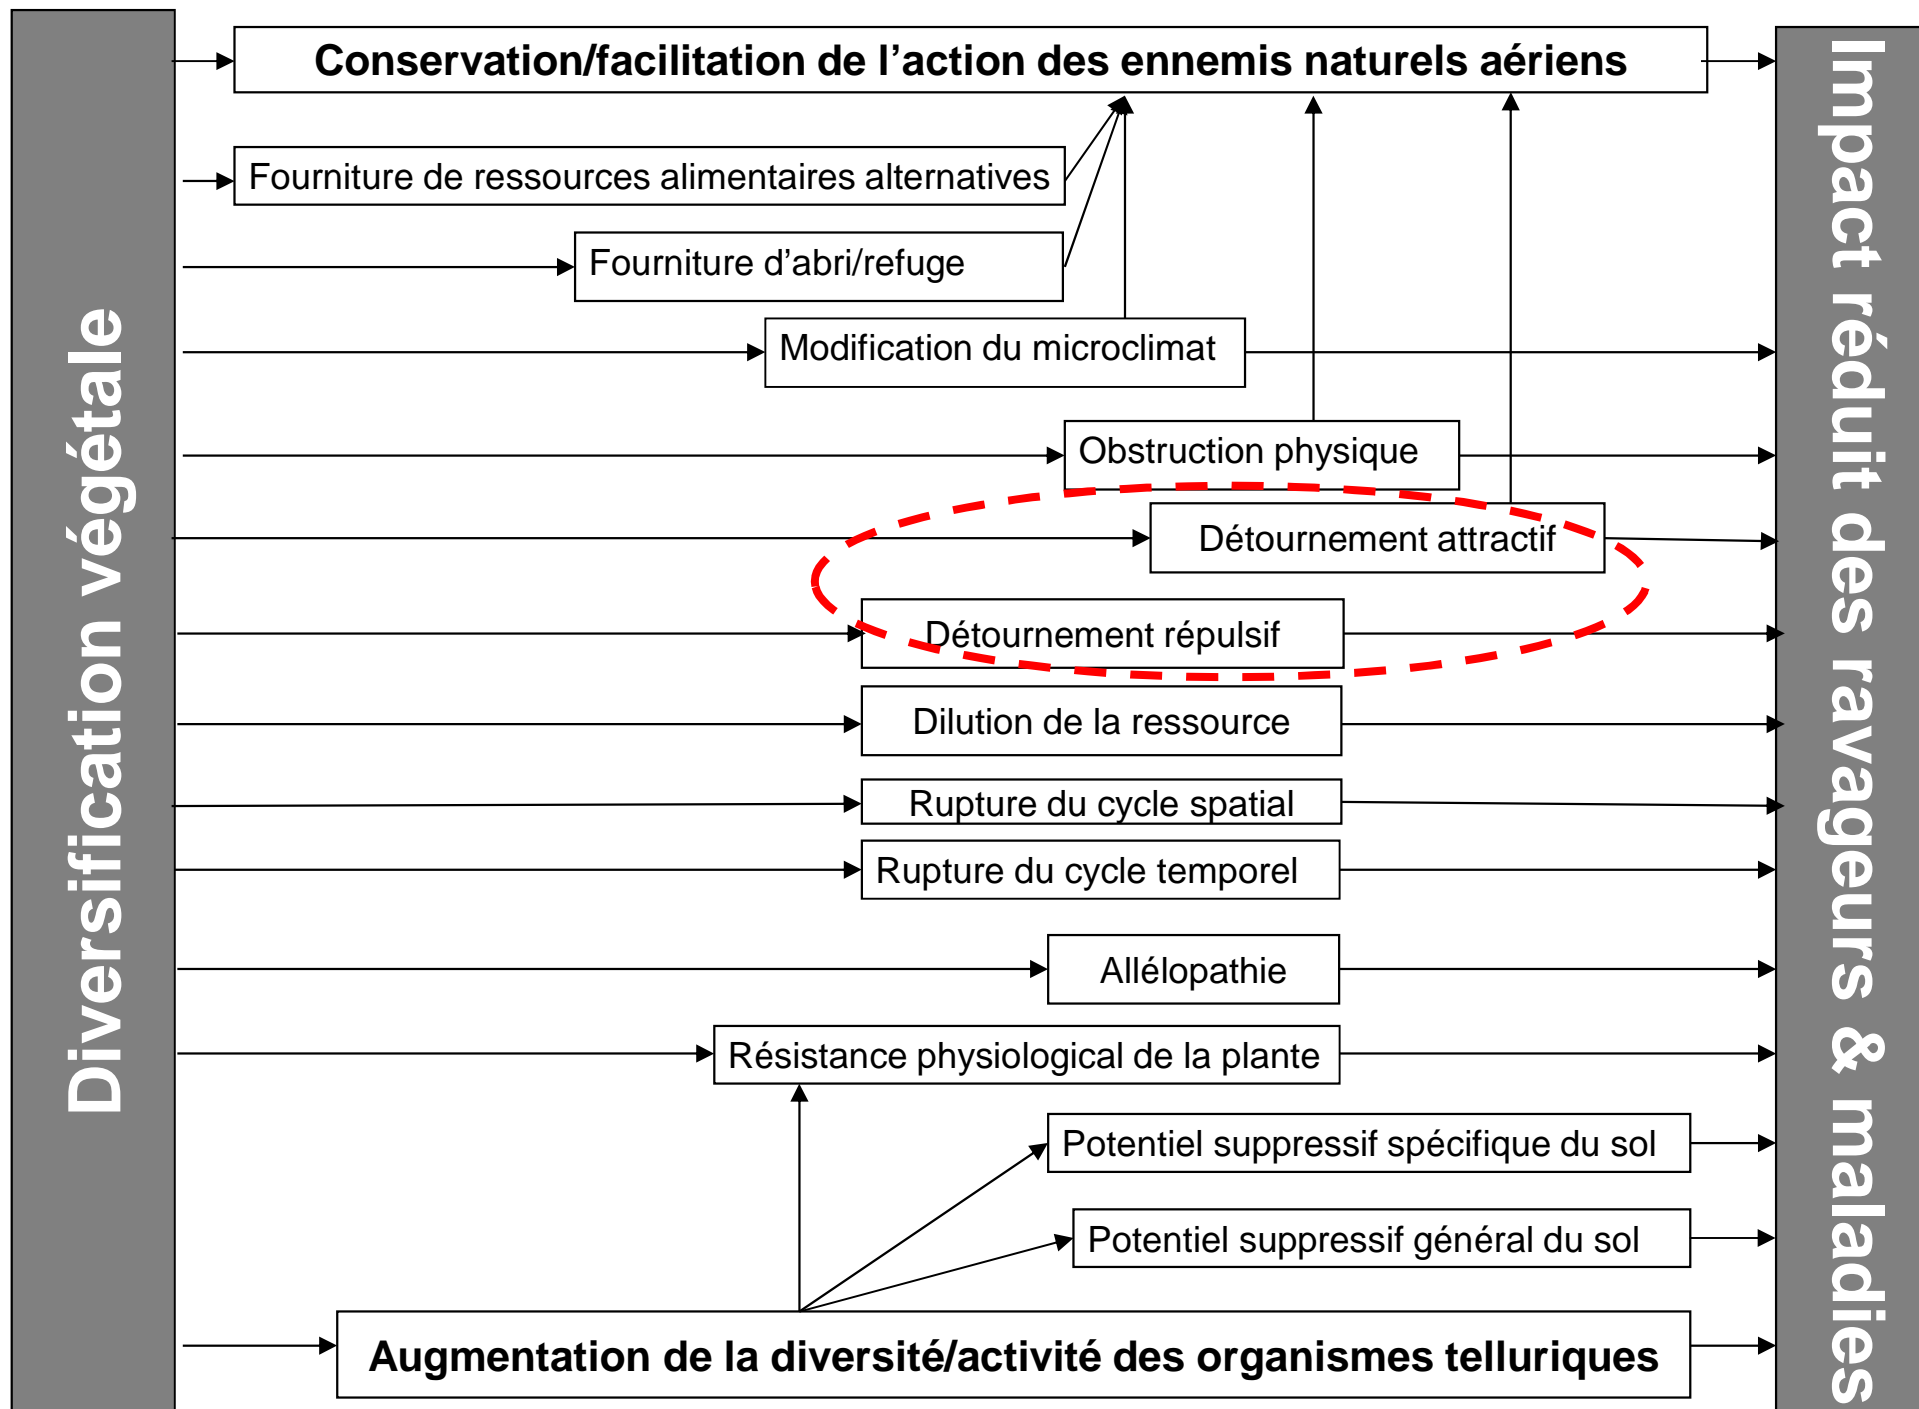 Diversification végétale
Conservation/facilitation de l’action des ennemis naturels aériens
Fourniture de ressources alimentaires alternatives
Fourniture d’abri/refuge
Modification du microclimat
Obstruction physique
Détournement attractif
Détournement répulsif
Dilution de la ressource
Rupture du cycle spatial
Rupture du cycle temporel
Allélopathie
Résistance physiological de la plante
Potentiel suppressif spécifique du sol
Potentiel suppressif général du sol
Augmentation de la diversité/activité des organismes telluriques
Impact réduit des ravageurs & maladies